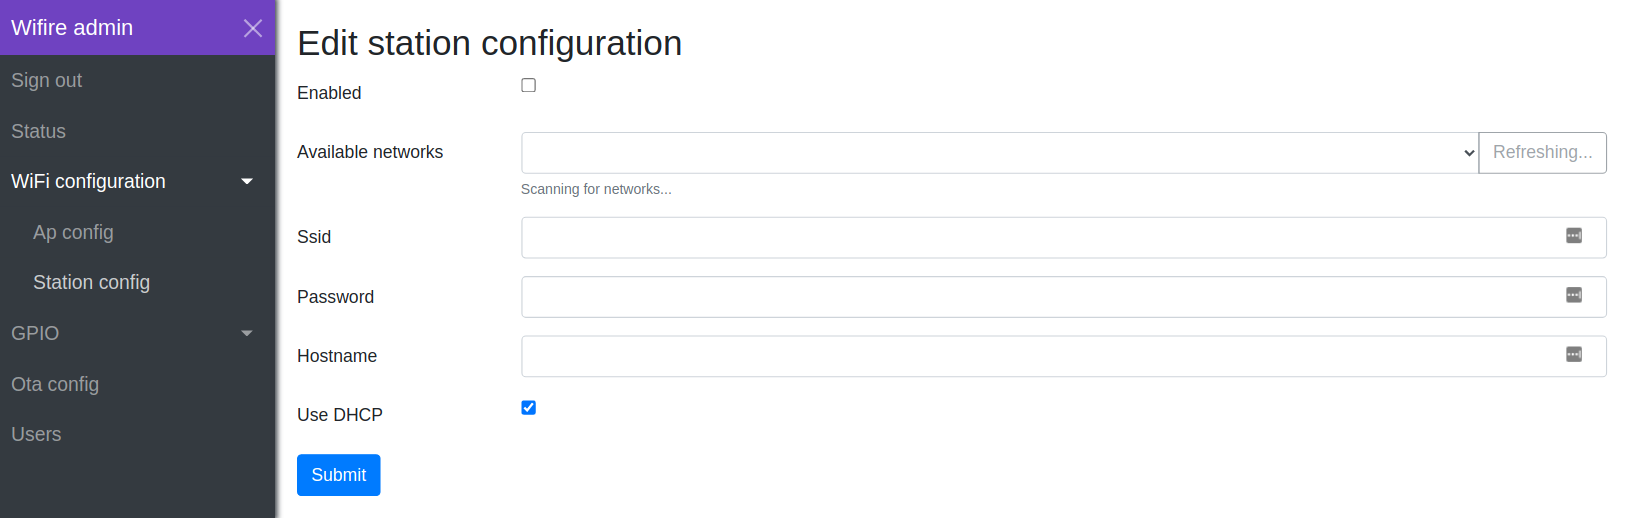 Wifire admin
Sign out
Status
WiFi configuration
Ap config
Station config
GPIO
Ota config
Users
Edit station configuration
Enabled
Available networks
Refreshing...
Scanning for networks...
Ssid
Password
Hostname
Use DHCP
Submit